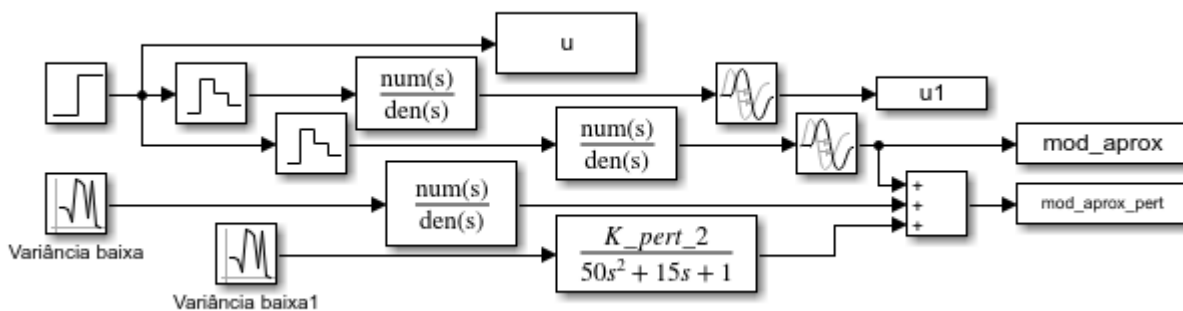 u
num(s)
den(s)
u1
num(s)
den(s)
mod_aprox
num(s)
den(s)
+
+
+
mod_aprox_pert
Variância baixa
K_pert_2
50s² + 15s + 1
Variância baixa1